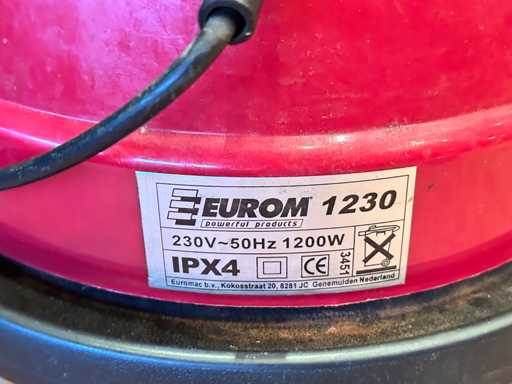 EUROM 1230
powerful products
230V~50Hz 1200W
IPX4 CE 3451
Euromac b.v., Kokosstraat 20, 8281 JC Genemuiden Nederland